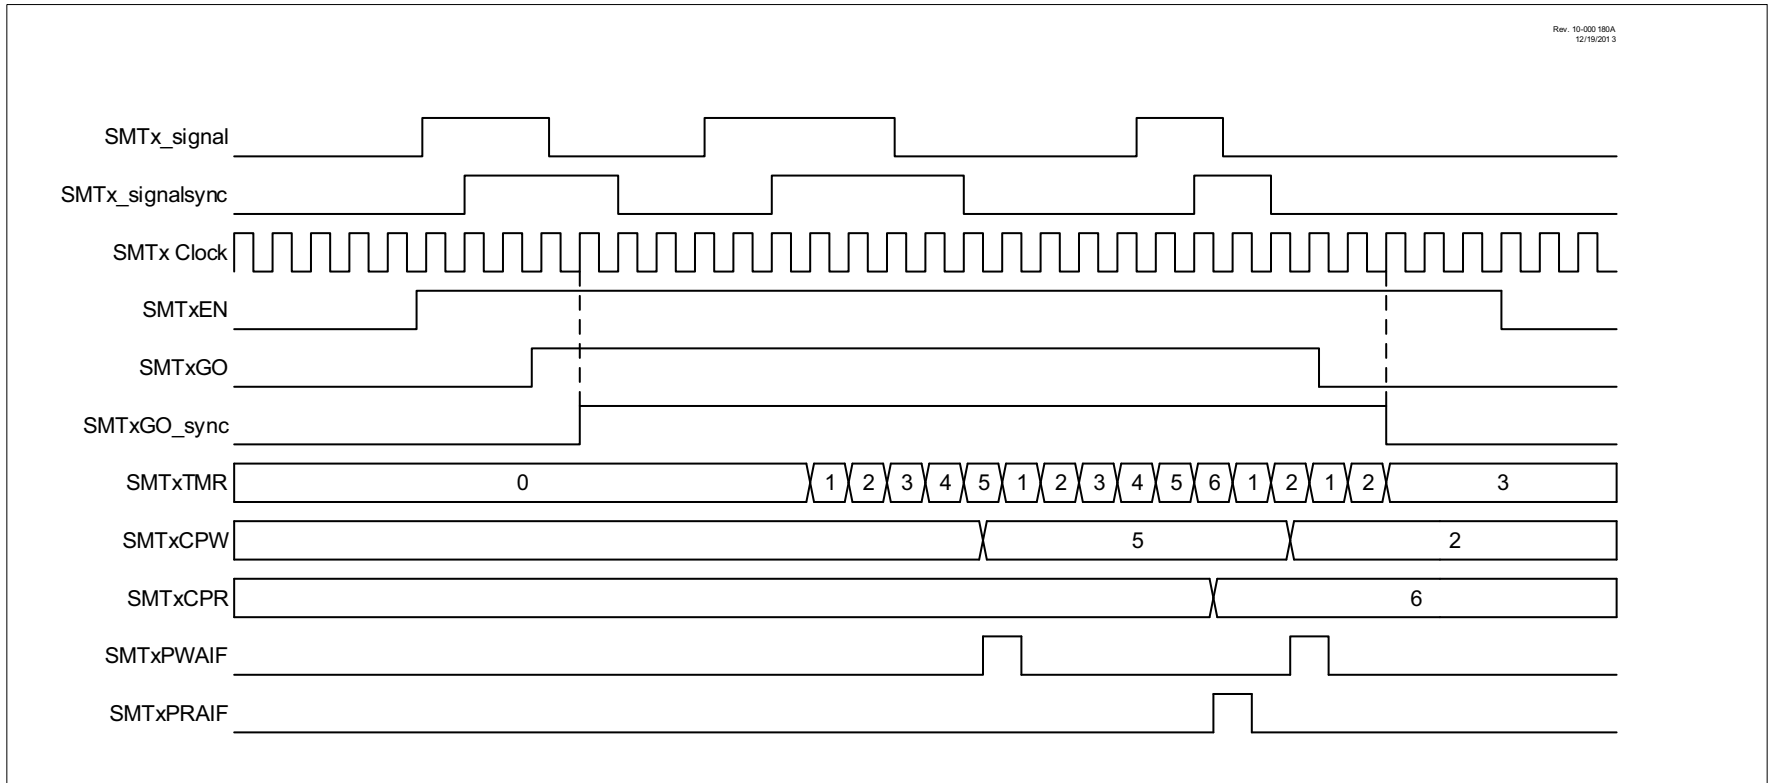 Rev. 10-000 180A
12/19/201 3
SMTx_signal
SMTx_signalsync
SMTx Clock
SMTxEN
SMTxGO
SMTxGO_sync
SMTxTMR 0 1 2 3 4 5 1 2 3 4 5 6 1 2 1 2 3
SMTxCPW 5 2
SMTxCPR 6
SMTxPWAIF
SMTxPRAIF